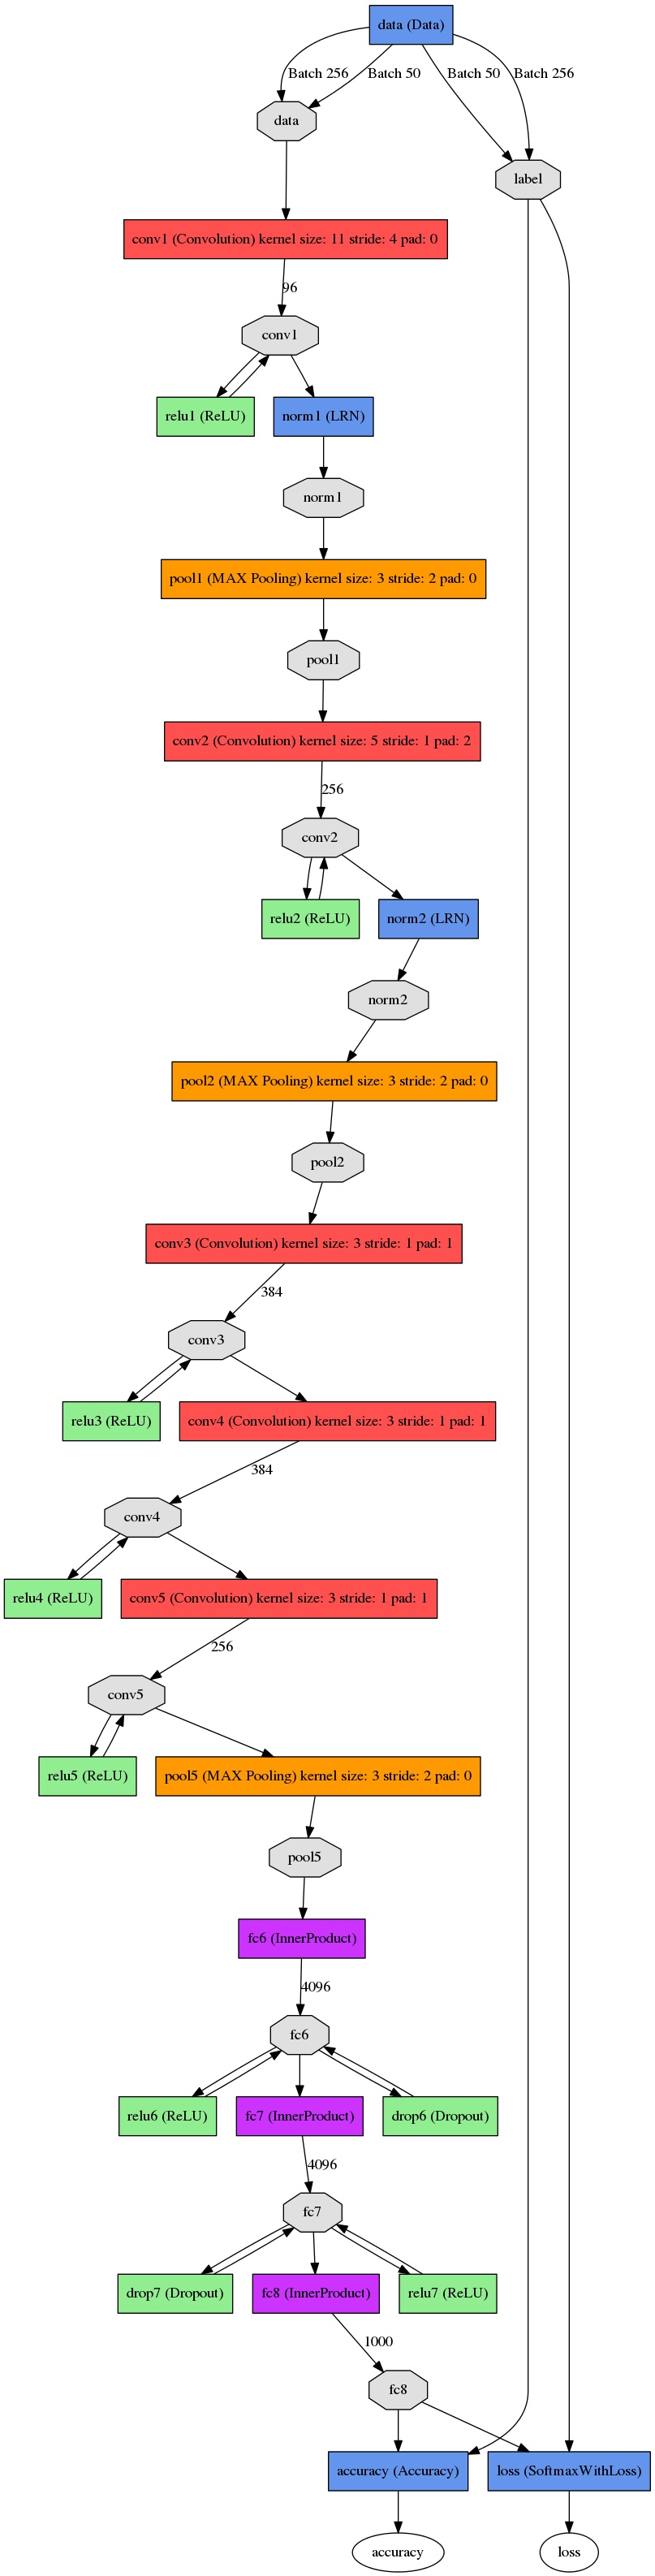 data (Data)
Batch 256
Batch 50
Batch 50
Batch 256
data
label
conv1 (Convolution) kernel size: 11 stride: 4 pad: 0
96
conv1
relu1 (ReLU)
norm1 (LRN)
norm1
pool1 (MAX Pooling) kernel size: 3 stride: 2 pad: 0
pool1
conv2 (Convolution) kernel size: 5 stride: 1 pad: 2
256
conv2
relu2 (ReLU)
norm2 (LRN)
norm2
pool2 (MAX Pooling) kernel size: 3 stride: 2 pad: 0
pool2
conv3 (Convolution) kernel size: 3 stride: 1 pad: 1
384
conv3
relu3 (ReLU)
conv4 (Convolution) kernel size: 3 stride: 1 pad: 1
384
conv4
relu4 (ReLU)
conv5 (Convolution) kernel size: 3 stride: 1 pad: 1
256
conv5
relu5 (ReLU)
pool5 (MAX Pooling) kernel size: 3 stride: 2 pad: 0
pool5
fc6 (InnerProduct)
4096
fc6
relu6 (ReLU)
fc7 (InnerProduct)
drop6 (Dropout)
4096
fc7
drop7 (Dropout)
fc8 (InnerProduct)
relu7 (ReLU)
1000
fc8
accuracy (Accuracy)
loss (SoftmaxWithLoss)
accuracy
loss